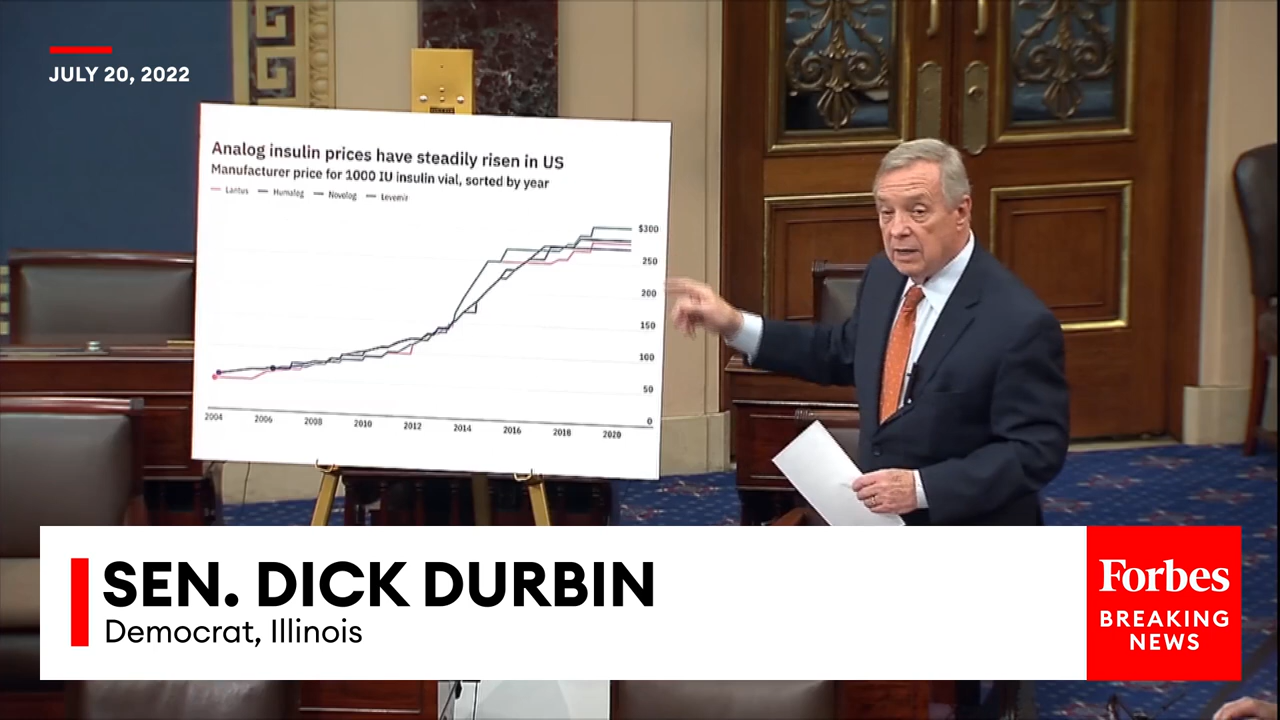 JULY 20, 2022
Analog insulin prices have steadily risen in US
Manufacturer price for 1000 IU insulin vial, sorted by year
Lantus Humalog Novolog Levemir
$300
250
200
150
100
50
0
2004 2006 2008 2010 2012 2014 2016 2018 2020
SEN. DICK DURBIN
Democrat, Illinois
Forbes
BREAKING
NEWS